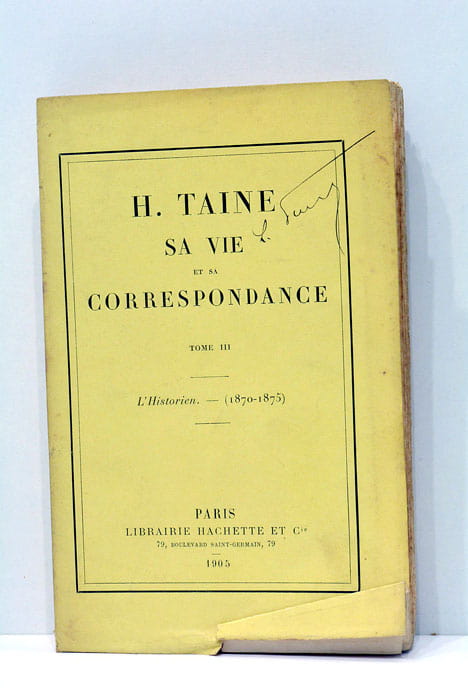 H. TAINE
SA VIE
ET SA
CORRESPONDANCE
TOME III
L'Historien. — (1870-1875)
PARIS
LIBRAIRIE HACHETTE ET Cie
79, BOULEVARD SAINT-GERMAIN, 79
1905